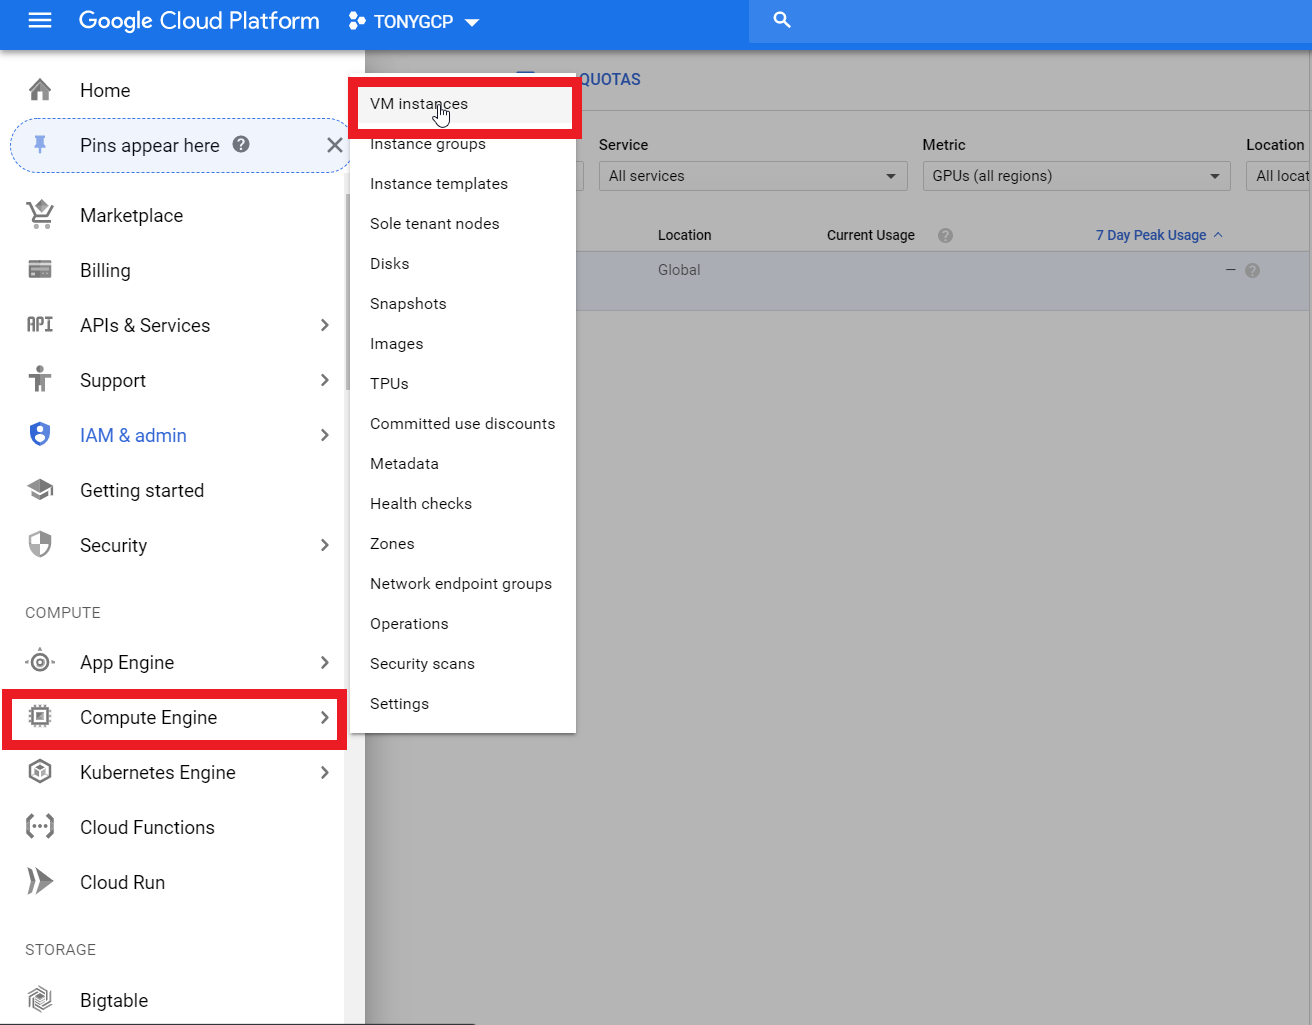 Google Cloud Platform
TONYGCP
Home
Pins appear here
Marketplace
Billing
API APIs & Services
Support
IAM & admin
Getting started
Security
COMPUTE
App Engine
Compute Engine
Kubernetes Engine
Cloud Functions
Cloud Run
STORAGE
Bigtable
VM instances
Instance groups
Instance templates
Sole tenant nodes
Disks
Snapshots
Images
TPUs
Committed use discounts
Metadata
Health checks
Zones
Network endpoint groups
Operations
Security scans
Settings
QUOTAS
Service
Metric
Location
All services
GPUs (all regions)
All locat
Location
Current Usage
7 Day Peak Usage
Global
—